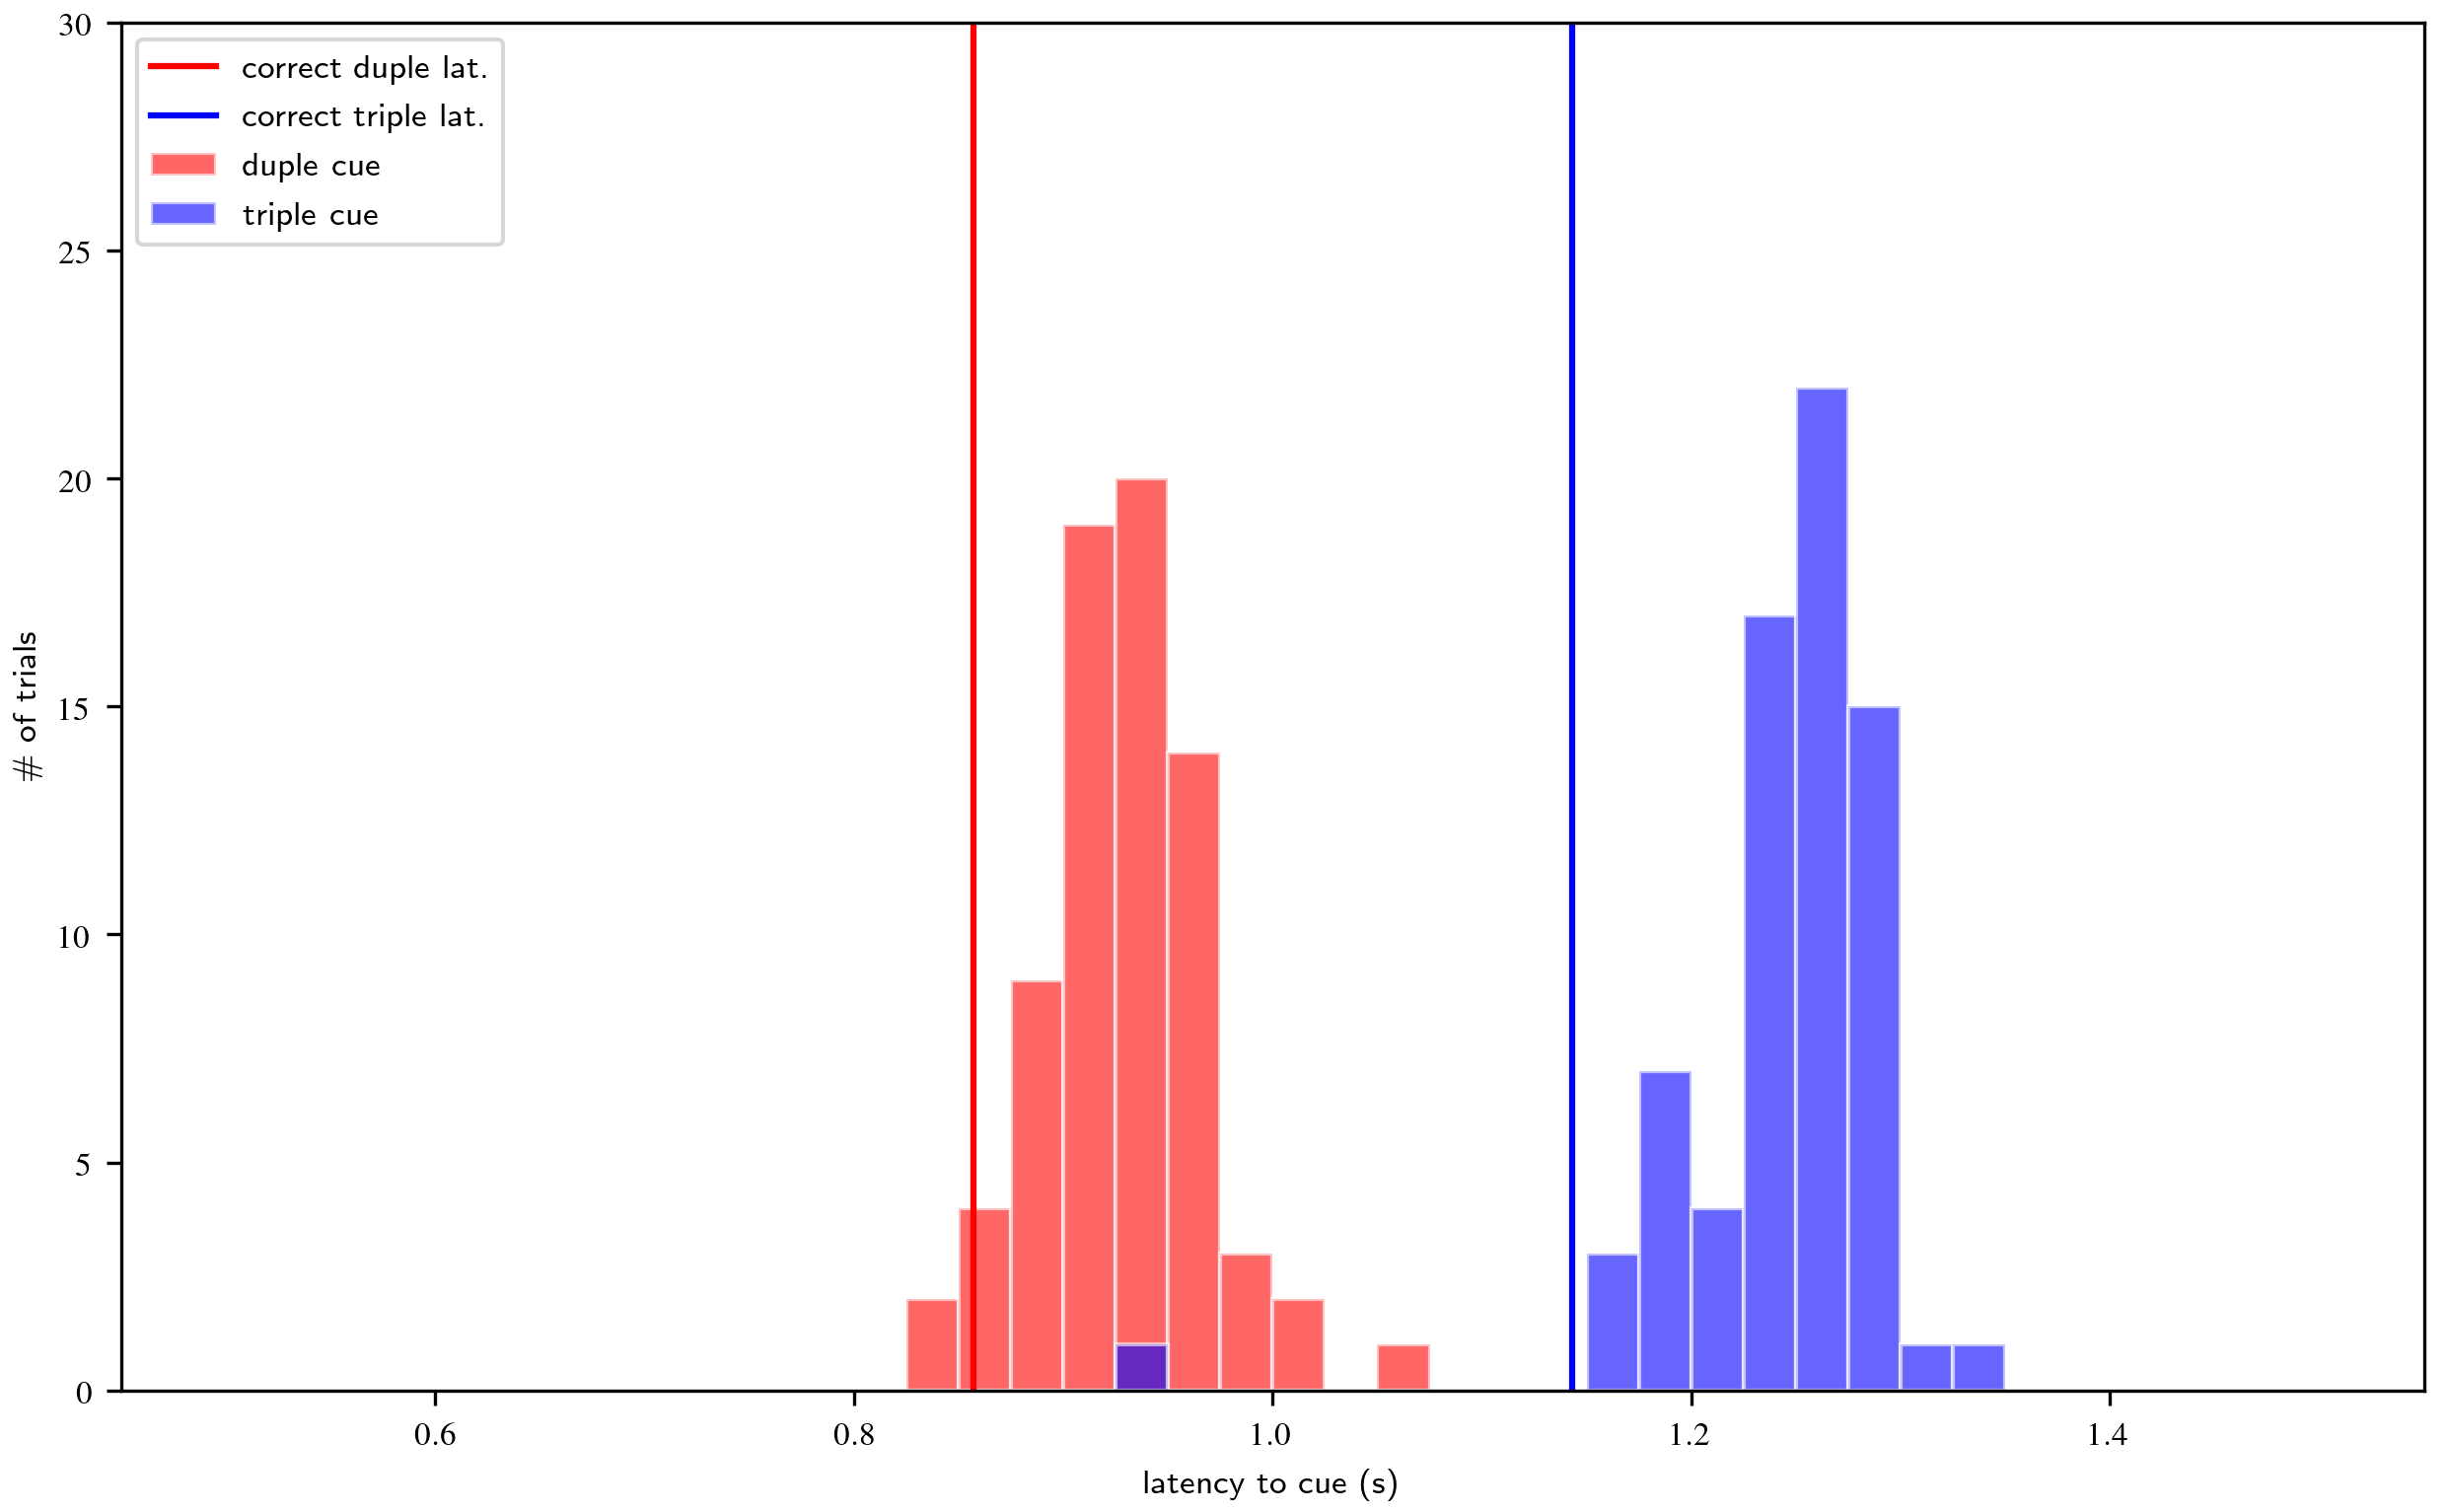 correct duple lat.
correct triple lat.
duple cue
triple cue
30
25
20
15
10
5
0
# of trials
0.6 0.8 1.0 1.2 1.4
latency to cue (s)